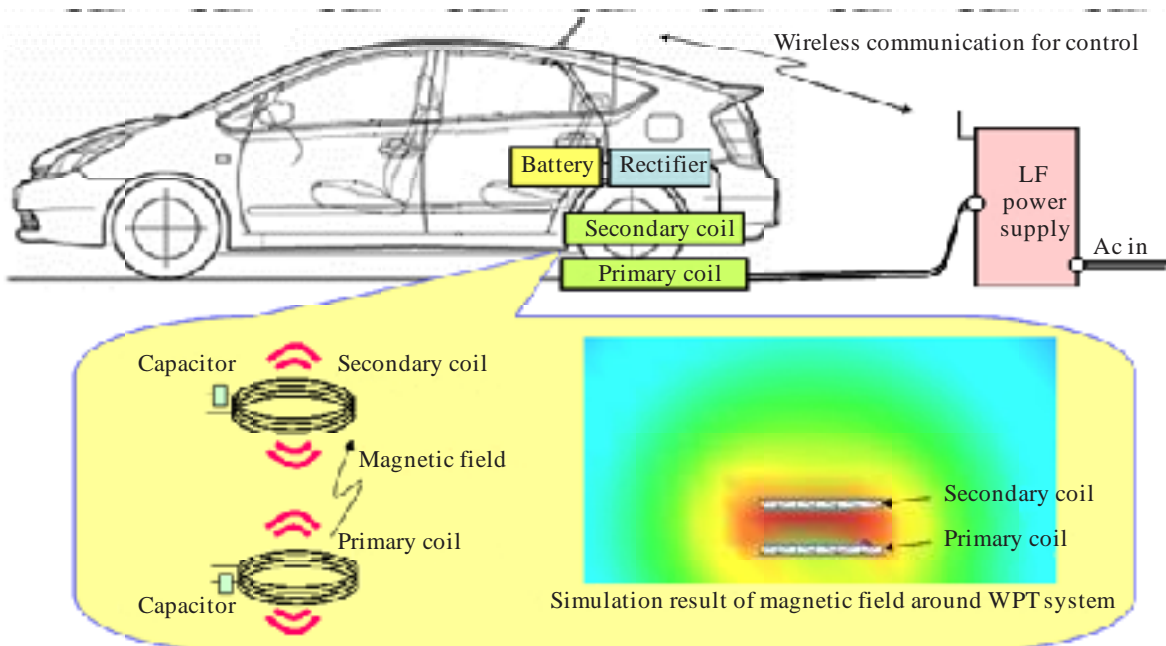 Wireless communication for control
Battery
Rectifier
LF
power
supply
Secondary coil
Ac in
Primary coil
Capacitor
Secondary coil
Magnetic field
Primary coil
Capacitor
Secondary coil
Primary coil
Simulation result of magnetic field around WPT system